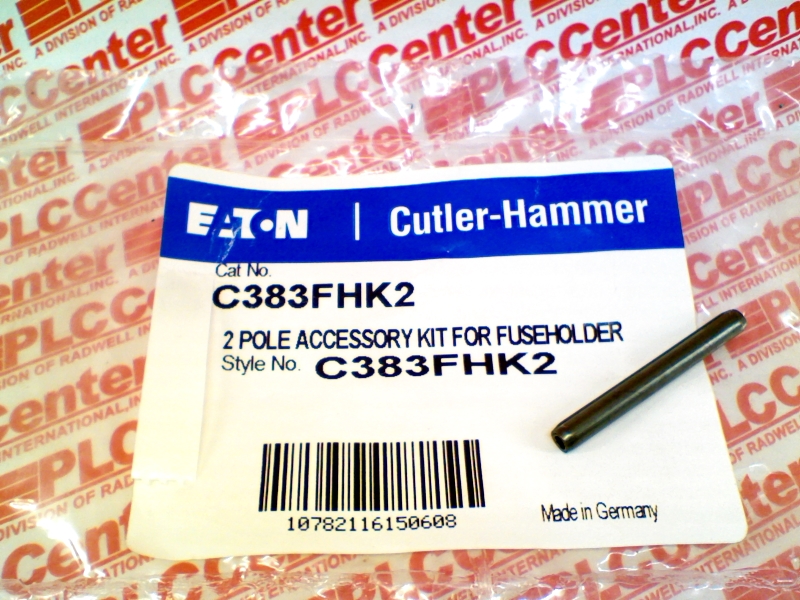 EATON | Cutler-Hammer
Cat No.
C383FHK2
2 POLE ACCESSORY KIT FOR FUSEHOLDER
Style No. C383FHK2
10782116150608
Made in Germany
PLCCenter
A DIVISION OF RADWELL INTERNATIONAL, INC.